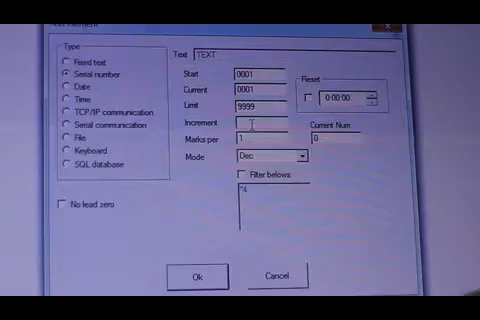 Type
Fixed text
Serial number
Date
Time
TCP/IP communication
Serial communication
File
Keyboard
SQL database
No lead zero
Text TEXT
Start 0001
Current 0001
Limit 9999
Increment
Marks per 1
Mode Dec
Reset
0:00:00
Current Num
0
Filter belows
*4
Ok
Cancel